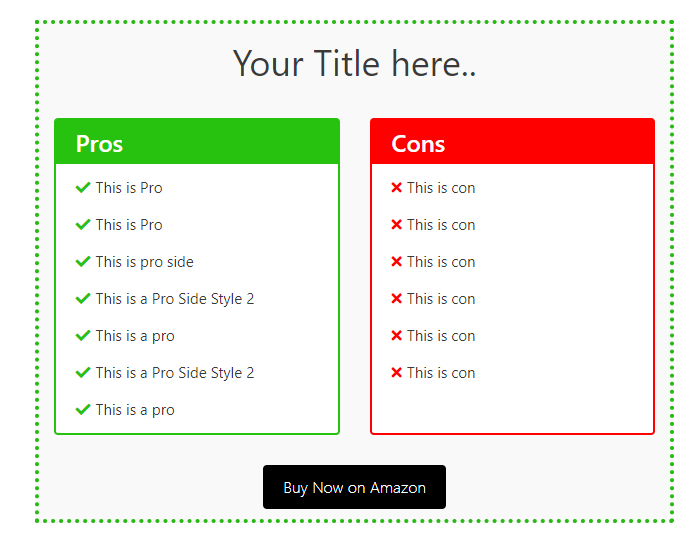 Your Title here..
Pros
This is Pro
This is Pro
This is pro side
This is a Pro Side Style 2
This is a pro
This is a Pro Side Style 2
This is a pro
Cons
This is con
This is con
This is con
This is con
This is con
This is con
Buy Now on Amazon